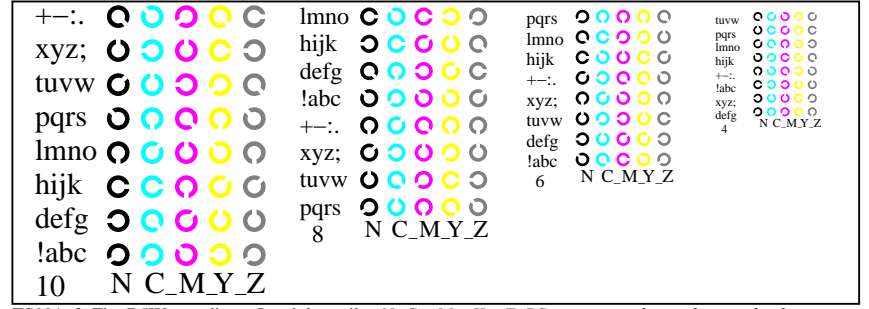 +−:.
xyz;
tuvw
pqrs
lmno
hijk
defg
!abc
10 N C_M_Y_Z
lmno
hijk
defg
!abc
+−:.
xyz;
tuvw
pqrs
8 N C_M_Y_Z
pqrs
lmno
hijk
+−:.
xyz;
tuvw
defg
!abc
6 N C_M_Y_Z
tuvw
pqrs
lmno
hijk
+−:.
!abc
xyz;
defg
4 N C_M_Y_Z